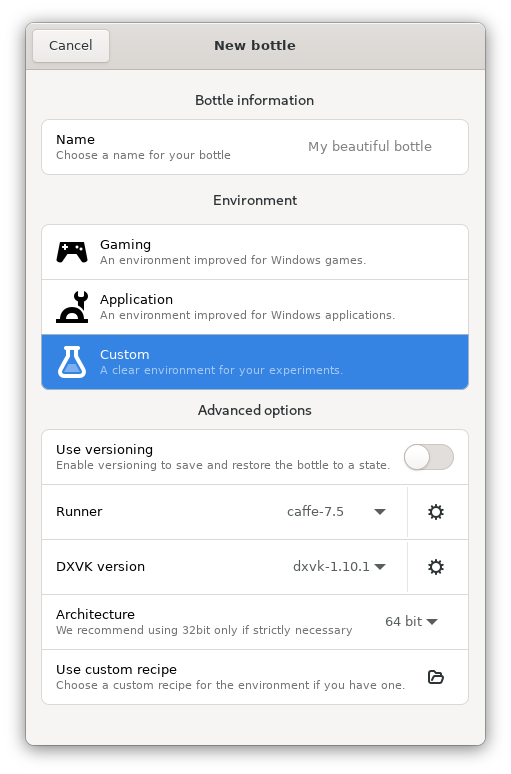 Cancel
New bottle
Bottle information
Name
Choose a name for your bottle
My beautiful bottle
Environment
Gaming
An environment improved for Windows games.
Application
An environment improved for Windows applications.
Custom
A clear environment for your experiments.
Advanced options
Use versioning
Enable versioning to save and restore the bottle to a state.
Runner
caffe-7.5
DXVK version
dxvk-1.10.1
Architecture
We recommend using 32bit only if strictly necessary
64 bit
Use custom recipe
Choose a custom recipe for the environment if you have one.